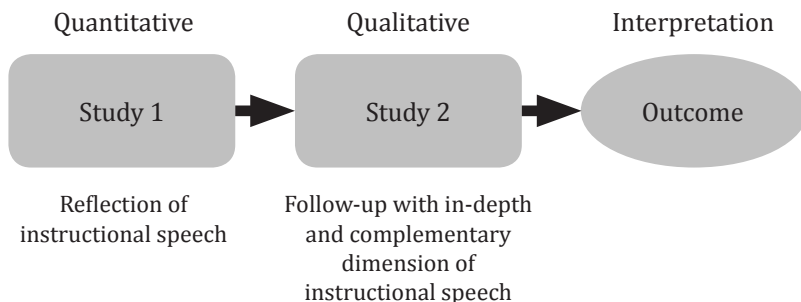 Quantitative
Qualitative
Interpretation
Study 1
Study 2
Outcome
Reflection of
instructional speech
Follow-up with in-depth
and complementary
dimension of
instructional speech